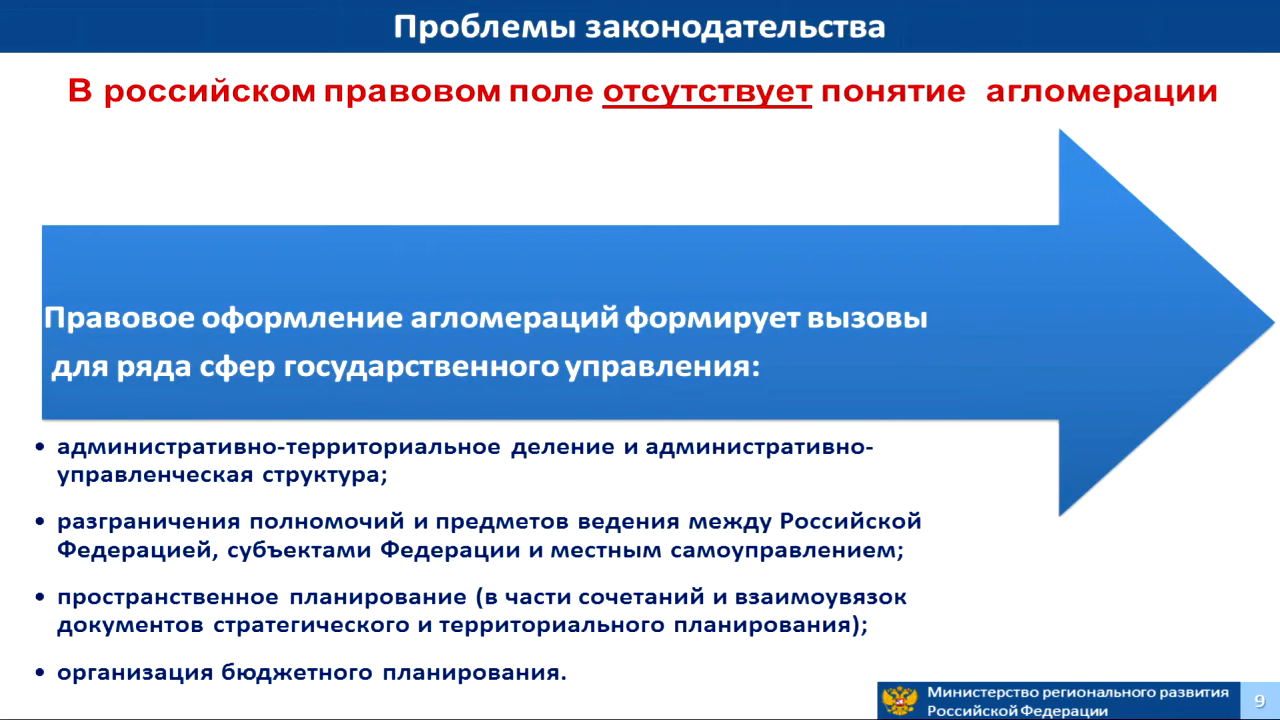 Проблемы законодательства
В российском правовом поле отсутствует понятие агломерации
Правовое оформление агломераций формирует вызовы
для ряда сфер государственного управления:
• административно-территориальное деление и административно-
управленческая структура;
• разграничения полномочий и предметов ведения между Российской
Федерацией, субъектами Федерации и местным самоуправлением;
• пространственное планирование (в части сочетаний и взаимоувязок
документов стратегического и территориального планирования);
• организация бюджетного планирования.
Министерство регионального развития
Российской Федерации
9